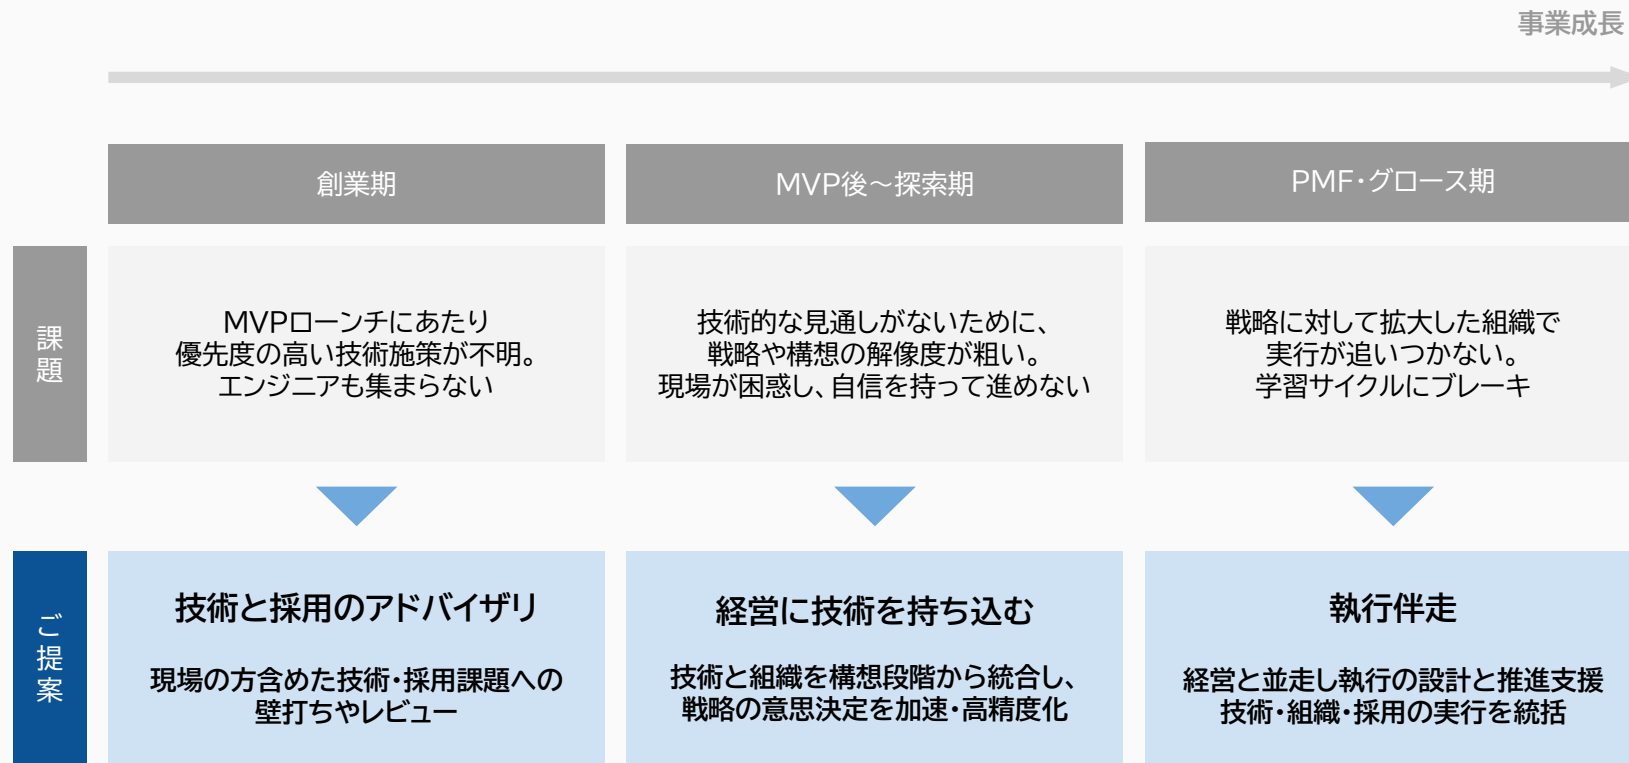 事業成長
創業期
MVP後〜探索期
PMF・グロース期
課題
MVPローンチにあたり
優先度の高い技術施策が不明。
エンジニアも集まらない
技術的な見通しがないために、
戦略や構想の解像度が粗い。
現場が困惑し、自信を持って進めない
戦略に対して拡大した組織で
実行が追いつかない。
学習サイクルにブレーキ
ご提案
技術と採用のアドバイザリ
現場の方含めた技術・採用課題への
壁打ちやレビュー
経営に技術を持ち込む
技術と組織を構想段階から統合し、
戦略の意思決定を加速・高精度化
執行伴走
経営と並走し執行の設計と推進支援
技術・組織・採用の実行を統括